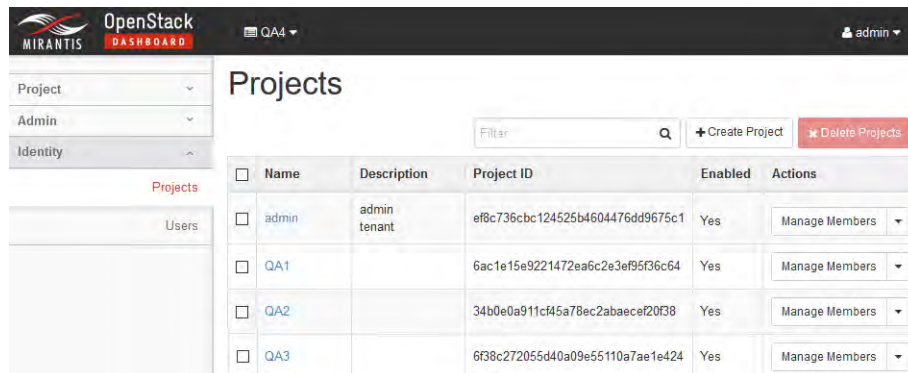 MIRANTIS OpenStack DASHBOARD QA4 admin
Project
Admin
Identity
Projects
Users
Projects
Filter Create Project Delete Projects
Name Description Project ID Enabled Actions
admin admin tenant ef8c736cbc124525b4604476dd9675c1 Yes Manage Members
QA1 6ac1e15e9221472ea6c2e3ef95f36c64 Yes Manage Members
QA2 34b0e0a911cf45a78ec2abaecef20f38 Yes Manage Members
QA3 6f38c272055d40a09e55110a7ae1e424 Yes Manage Members